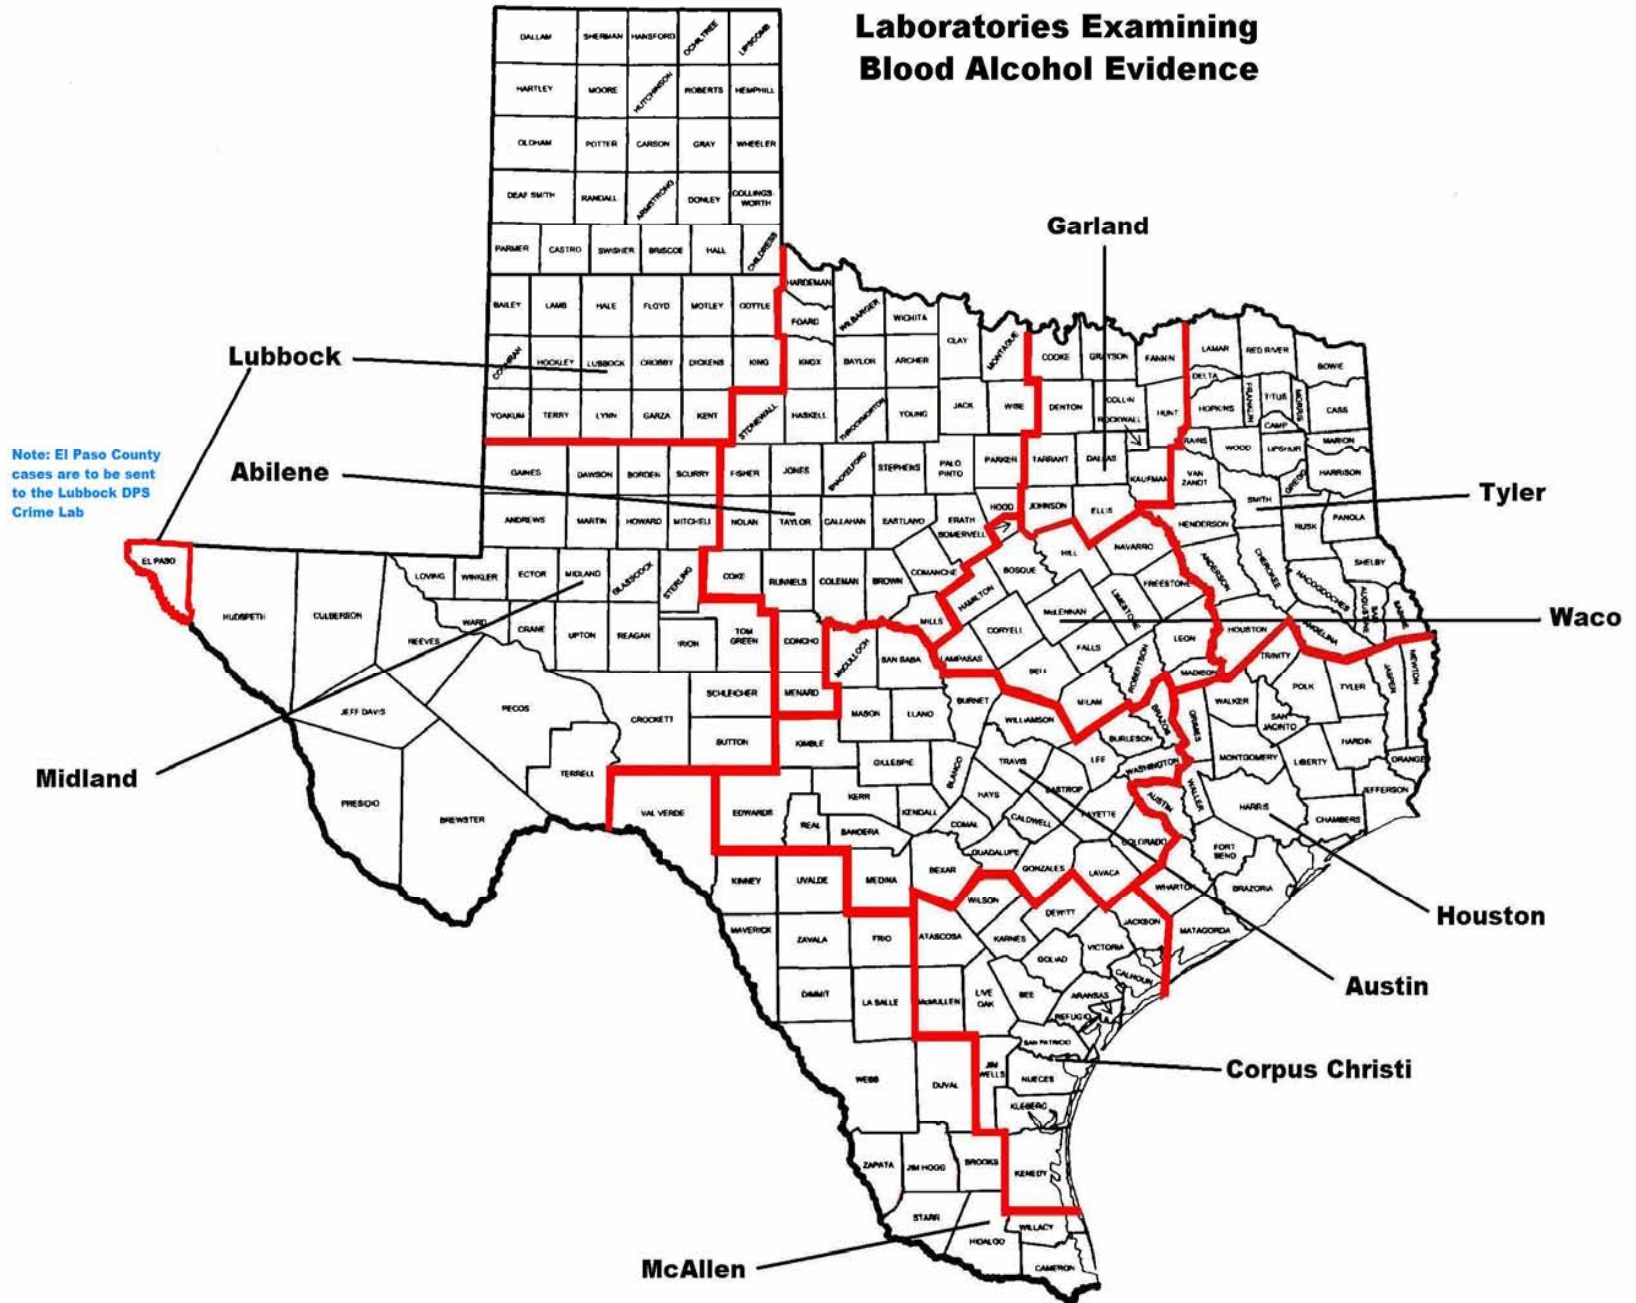 Laboratories Examining
Blood Alcohol Evidence
DALLAM SHERMAN HANSFORD OCHILTREE LIPSCOMB
HARTLEY MOORE HUTCHINSON ROBERTS HEMPHILL
OLDHAM POTTER CARSON GRAY WHEELER
DEAF SMITH RANDALL ARMSTRONG DONLEY COLLINGS-
WORTH
PARMER CASTRO SWISHER BRISCOE HALL CHILDRESS
Garland
BAILEY LAMB HALE FLOYD MOTLEY COTTLE HARDEMAN
FOARD WILBARGER WICHITA
Lubbock
COCHRAN HOCKLEY LUBBOCK CROSBY DICKENS KING KNOX BAYLOR ARCHER CLAY MONTAGUE COOKE GRAYSON FANNIN LAMAR RED RIVER BOWIE
DELTA
YOAKUM TERRY LYNN GARZA KENT STONEWALL HASKELL THROCKMORTON YOUNG JACK WISE DENTON COLLIN ROCKWALL HUNT HOPKINS FRANKLIN TITUS MORRIS CASS
CAMP
Note: El Paso County
cases are to be sent
to the Lubbock DPS
Crime Lab
Abilene
GAINES DAWSON BORDEN SCURRY FISHER JONES SHACKELFORD STEPHENS PALO
PINTO PARKER TARRANT DALLAS KAUFMAN RAINS WOOD UPSHUR MARION
VAN
ZANDT GREGG HARRISON
Tyler
ANDREWS MARTIN HOWARD MITCHELL NOLAN TAYLOR CALLAHAN EASTLAND ERATH HOOD JOHNSON ELLIS HENDERSON SMITH RUSK PANOLA
SOMERVELL
EL PASO HUDSPETH CULBERSON LOVING WINKLER ECTOR MIDLAND GLASSCOCK STERLING COKE RUNNELS COLEMAN BROWN COMANCHE BOSQUE HILL NAVARRO ANDERSON CHEROKEE NACOGDOCHES SHELBY
HAMILTON FREESTONE SAN
AUGUSTINE SABINE
REEVES WARD CRANE UPTON REAGAN IRION TOM
GREEN CONCHO McCULLOCH SAN SABA MILLS LAMPASAS CORYELL McLENNAN LIMESTONE LEON HOUSTON ANGELINA
Waco
BELL FALLS ROBERTSON MADISON TRINITY
Midland
JEFF DAVIS PECOS CROCKETT SCHLEICHER MENARD MASON LLANO BURNET WILLIAMSON MILAM BRAZOS GRIMES WALKER POLK TYLER JASPER NEWTON
SAN
JACINTO
SUTTON KIMBLE GILLESPIE BLANCO TRAVIS LEE BURLESON WASHINGTON MONTGOMERY LIBERTY HARDIN ORANGE
PRESIDIO BREWSTER TERRELL VAL VERDE EDWARDS REAL KERR KENDALL HAYS BASTROP AUSTIN WALLER HARRIS JEFFERSON
BANDERA COMAL CALDWELL FAYETTE CHAMBERS
KINNEY UVALDE MEDINA BEXAR GUADALUPE GONZALES LAVACA COLORADO FORT
BEND BRAZORIA
WILSON WHARTON
Houston
MAVERICK ZAVALA FRIO ATASCOSA KARNES DEWITT JACKSON MATAGORDA
GOLIAD VICTORIA
Austin
DIMMIT LA SALLE McMULLEN LIVE
OAK BEE CALHOUN
ARANSAS
REFUGIO
SAN PATRICIO
Corpus Christi
WEBB DUVAL JIM
WELLS NUECES
KLEBERG
ZAPATA JIM HOGG BROOKS KENEDY
STARR HIDALGO WILLACY
McAllen
CAMERON